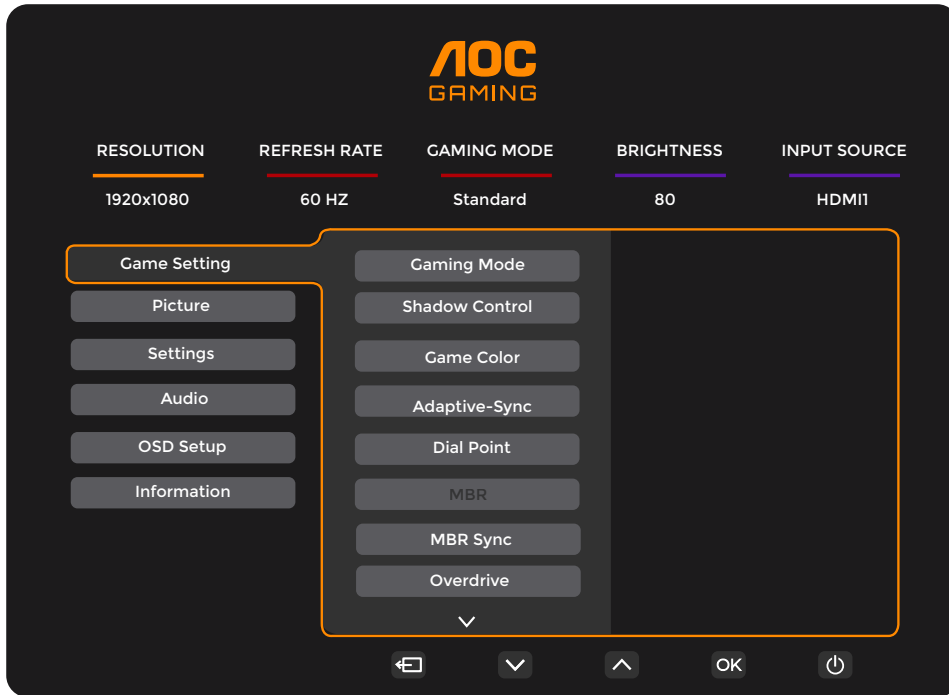 AOC
GAMING
RESOLUTION REFRESH RATE GAMING MODE BRIGHTNESS INPUT SOURCE
1920x1080 60 HZ Standard 80 HDMI1
Game Setting
Picture
Settings
Audio
OSD Setup
Information
Gaming Mode
Shadow Control
Game Color
Adaptive-Sync
Dial Point
MBR
MBR Sync
Overdrive
OK